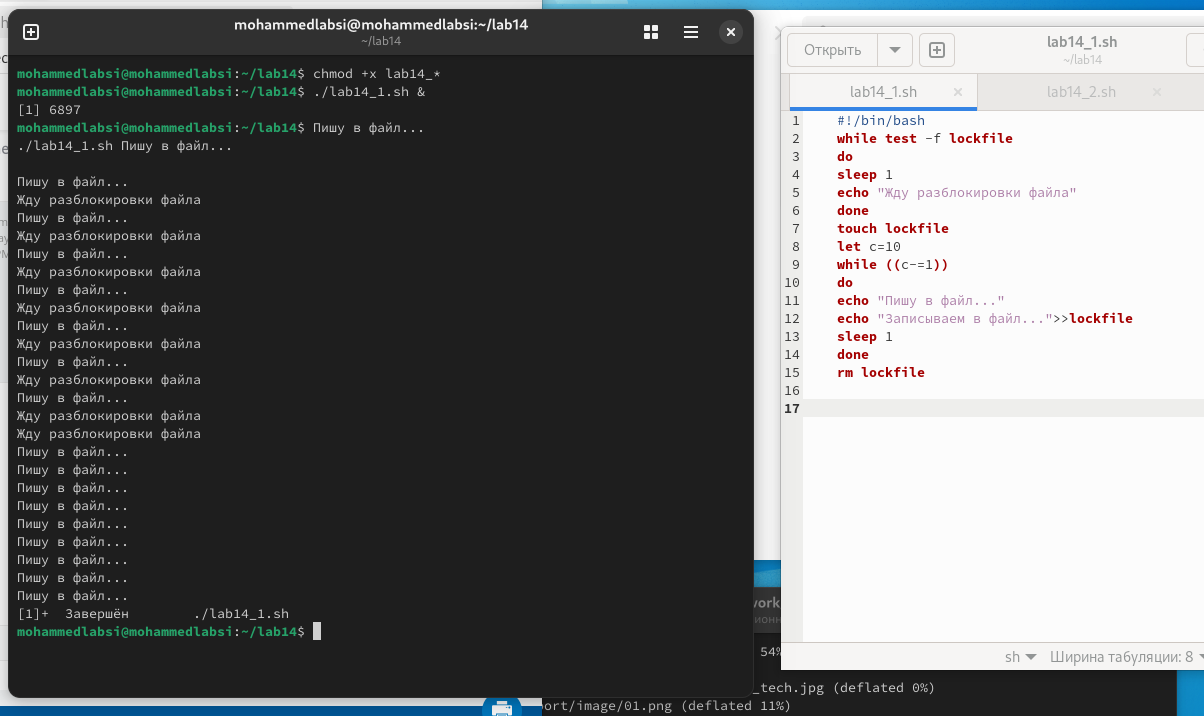 mohammedlabsi@mohammedlabsi:~/lab14
~/lab14
mohammedlabsi@mohammedlabsi:~/lab14$ chmod +x lab14_*
mohammedlabsi@mohammedlabsi:~/lab14$ ./lab14_1.sh &
[1] 6897
mohammedlabsi@mohammedlabsi:~/lab14$ Пишу в файл...
./lab14_1.sh Пишу в файл...
Пишу в файл...
Жду разблокировки файла
Пишу в файл...
Жду разблокировки файла
Пишу в файл...
Жду разблокировки файла
Пишу в файл...
Жду разблокировки файла
Пишу в файл...
Жду разблокировки файла
Пишу в файл...
Жду разблокировки файла
Пишу в файл...
Жду разблокировки файла
Жду разблокировки файла
Пишу в файл...
Пишу в файл...
Пишу в файл...
Пишу в файл...
Пишу в файл...
Пишу в файл...
Пишу в файл...
Пишу в файл...
Пишу в файл...
[1]+  Завершён        ./lab14_1.sh
mohammedlabsi@mohammedlabsi:~/lab14$
Открыть
lab14_1.sh
~/lab14
lab14_1.sh × lab14_2.sh ×
1 #!/bin/bash
2 while test -f lockfile
3 do
4 sleep 1
5 echo "Жду разблокировки файла"
6 done
7 touch lockfile
8 let c=10
9 while ((c-=1))
10 do
11 echo "Пишу в файл..."
12 echo "Записываем в файл...">>lockfile
13 sleep 1
14 done
15 rm lockfile
16
17
sh Ширина табуляции: 8
54%
_tech.jpg (deflated 0%)
ort/image/01.png (deflated 11%)